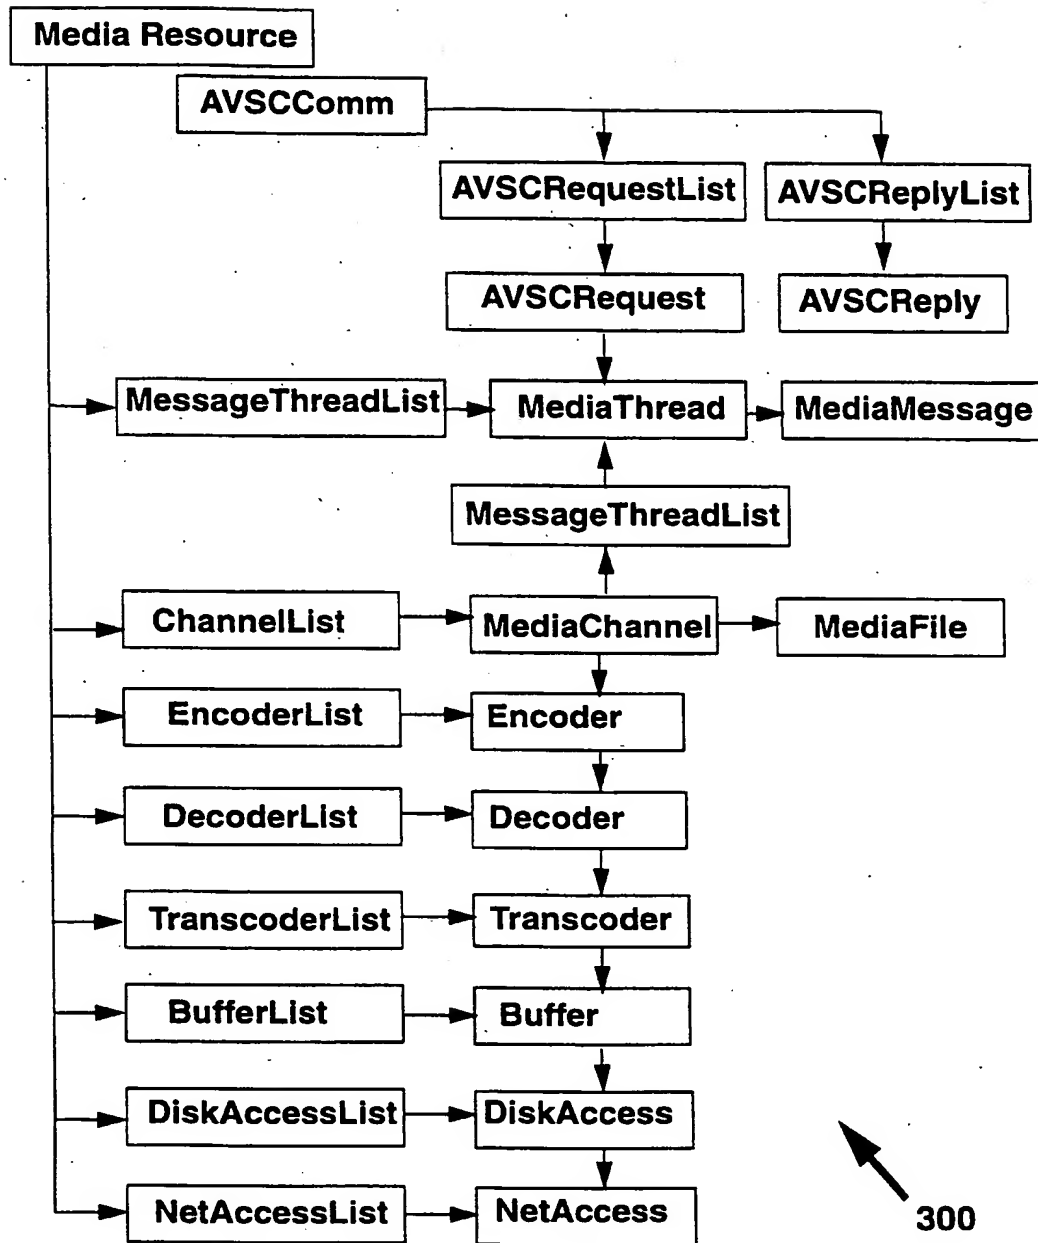 Media Resource
AVSCComm
AVSCRequestList
AVSCReplyList
AVSCRequest
AVSCReply
MessageThreadList
MediaThread
MediaMessage
MessageThreadList
ChannelList
MediaChannel
MediaFile
EncoderList
Encoder
DecoderList
Decoder
TranscoderList
Transcoder
BufferList
Buffer
DiskAccessList
DiskAccess
NetAccessList
NetAccess
300